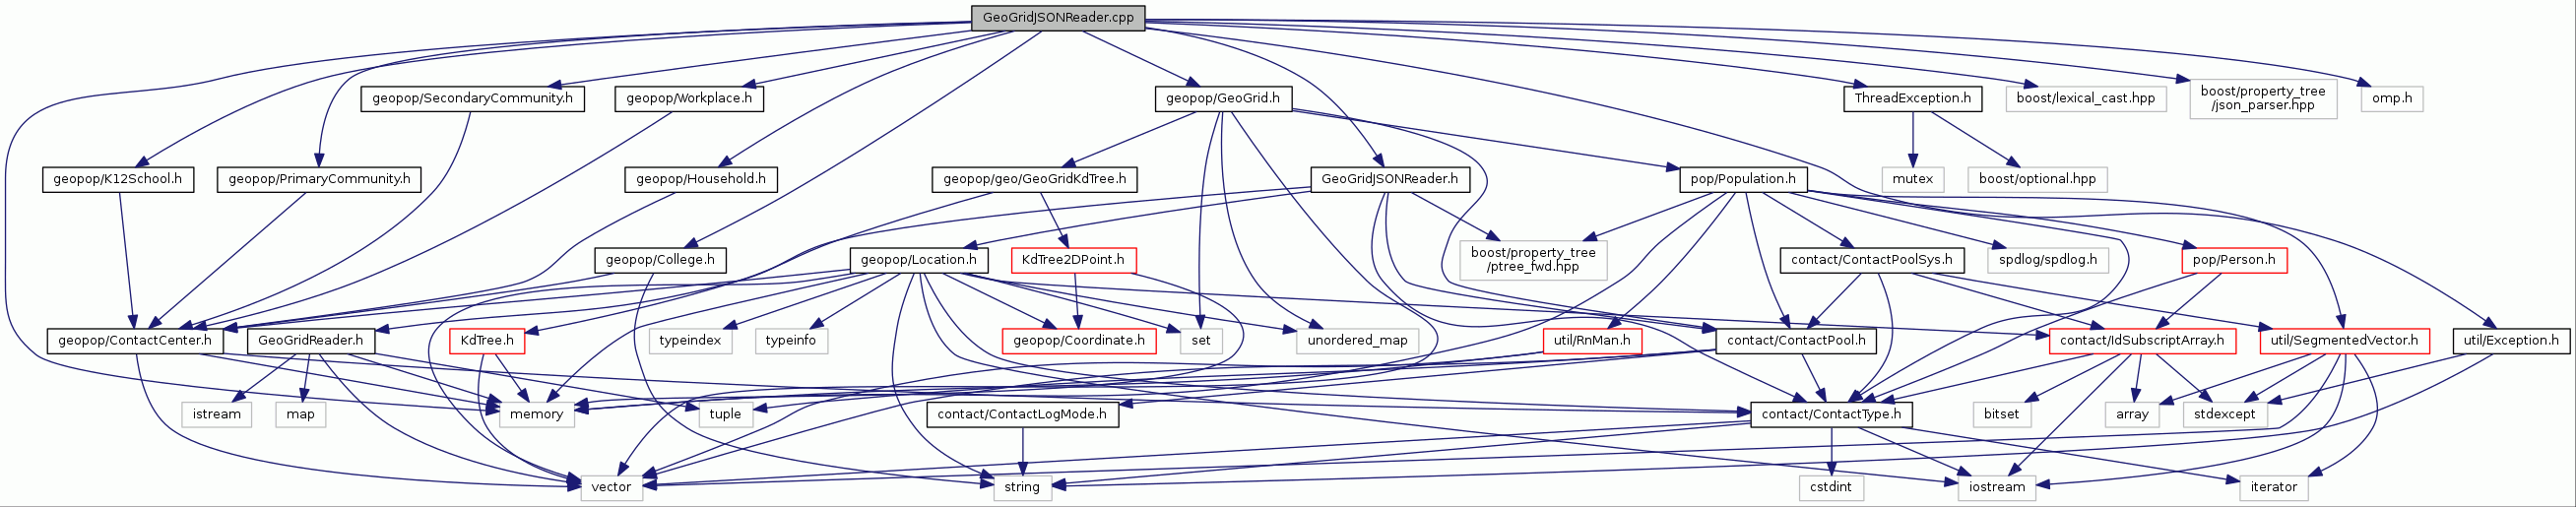 GeoGridJSONReader.cpp
geopop/SecondaryCommunity.h
geopop/Workplace.h
geopop/GeoGrid.h
ThreadException.h
boost/lexical_cast.hpp
boost/property_tree
/json_parser.hpp
omp.h
geopop/K12School.h
geopop/PrimaryCommunity.h
geopop/Household.h
geopop/geo/GeoGridKdTree.h
GeoGridJSONReader.h
pop/Population.h
mutex
boost/optional.hpp
geopop/College.h
geopop/Location.h
KdTree2DPoint.h
boost/property_tree
/ptree_fwd.hpp
contact/ContactPoolSys.h
spdlog/spdlog.h
pop/Person.h
geopop/ContactCenter.h
GeoGridReader.h
KdTree.h
typeindex
typeinfo
geopop/Coordinate.h
set
unordered_map
util/RnMan.h
contact/ContactPool.h
contact/IdSubscriptArray.h
util/SegmentedVector.h
util/Exception.h
istream
map
memory
tuple
contact/ContactLogMode.h
contact/ContactType.h
bitset
array
stdexcept
vector
string
cstdint
iostream
iterator